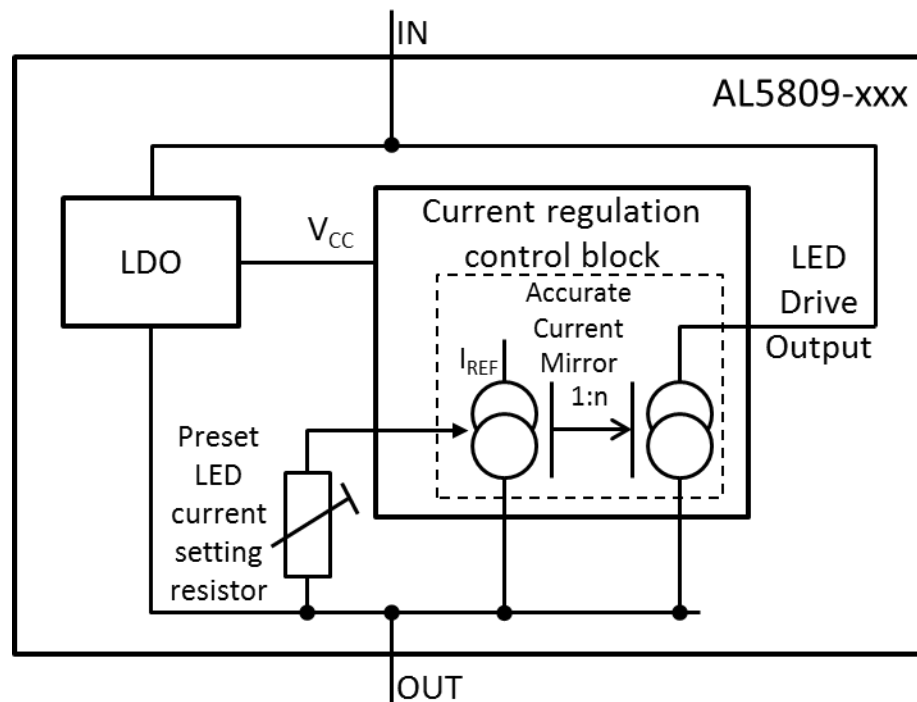 IN
AL5809-xxx
LDO
VCC
Current regulation
control block
LED
Drive
Output
Accurate
Current
Mirror
1:n
IREF
Preset
LED
current
setting
resistor
OUT